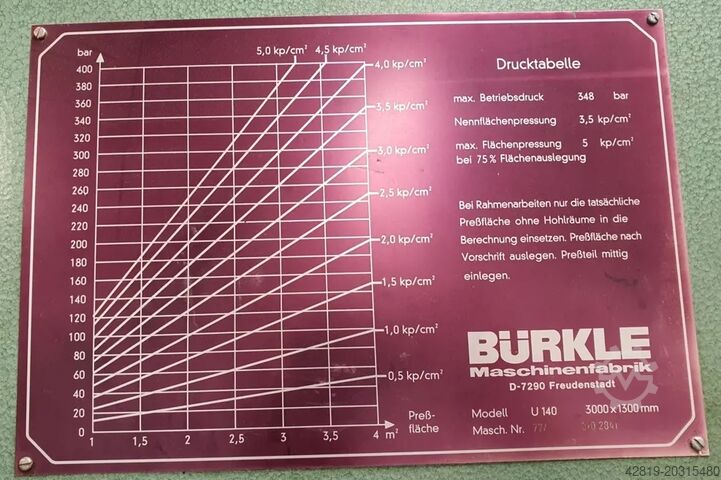 bar
5,0 kp/cm²
4,5 kp/cm²
400
4,0 kp/cm²
380
360
3,5 kp/cm²
340
320
3,0 kp/cm²
300
280
260
2,5 kp/cm²
240
220
200
2,0 kp/cm²
180
160
1,5 kp/cm²
140
120
100
1,0 kp/cm²
80
60
0,5 kp/cm²
40
20
0
1 1,5 2 2,5 3 3,5 4 m²
Preß-
fläche
Drucktabelle
max. Betriebsdruck 348 bar
Nennflächenpressung 3,5 kp/cm²
max. Flächenpressung 5 kp/cm²
bei 75% Flächenauslegung
Bei Rahmenarbeiten nur die tatsächliche
Preßfläche ohne Hohlräume in die
Berechnung einsetzen. Preßfläche nach
Vorschrift auslegen. Preßteil mittig
einlegen.
BÜRKLE
Maschinenfabrik
D-7290 Freudenstadt
Modell U 140 3000x1300mm
Masch. Nr.
42819-20315480